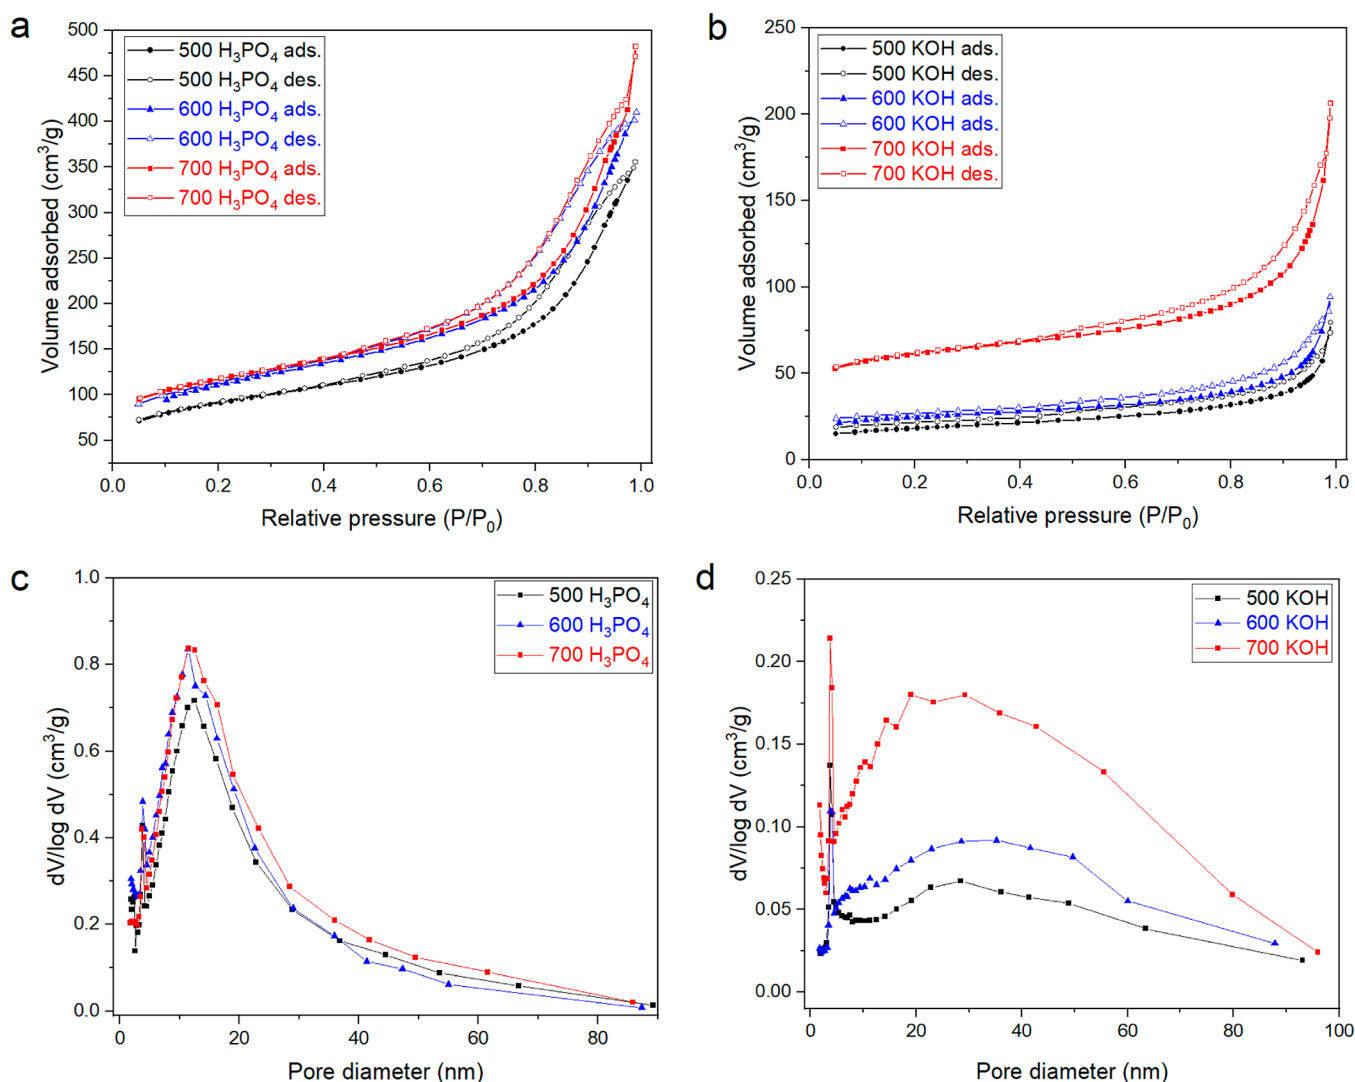 a
500
450
400
350
300
250
200
150
100
50
Volume adsorbed (cm³/g)
500 H₃PO₄ ads.
500 H₃PO₄ des.
600 H₃PO₄ ads.
600 H₃PO₄ des.
700 H₃PO₄ ads.
700 H₃PO₄ des.
0.0 0.2 0.4 0.6 0.8 1.0
Relative pressure (P/P₀)
b
250
200
150
100
50
0
Volume adsorbed (cm³/g)
500 KOH ads.
500 KOH des.
600 KOH ads.
600 KOH ads.
700 KOH ads.
700 KOH des.
0.0 0.2 0.4 0.6 0.8 1.0
Relative pressure (P/P₀)
c
1.0
0.8
0.6
0.4
0.2
0.0
dV/log dV (cm³/g)
500 H₃PO₄
600 H₃PO₄
700 H₃PO₄
0 20 40 60 80
Pore diameter (nm)
d
0.25
0.20
0.15
0.10
0.05
0.00
dV/log dV (cm³/g)
500 KOH
600 KOH
700 KOH
0 20 40 60 80 100
Pore diameter (nm)